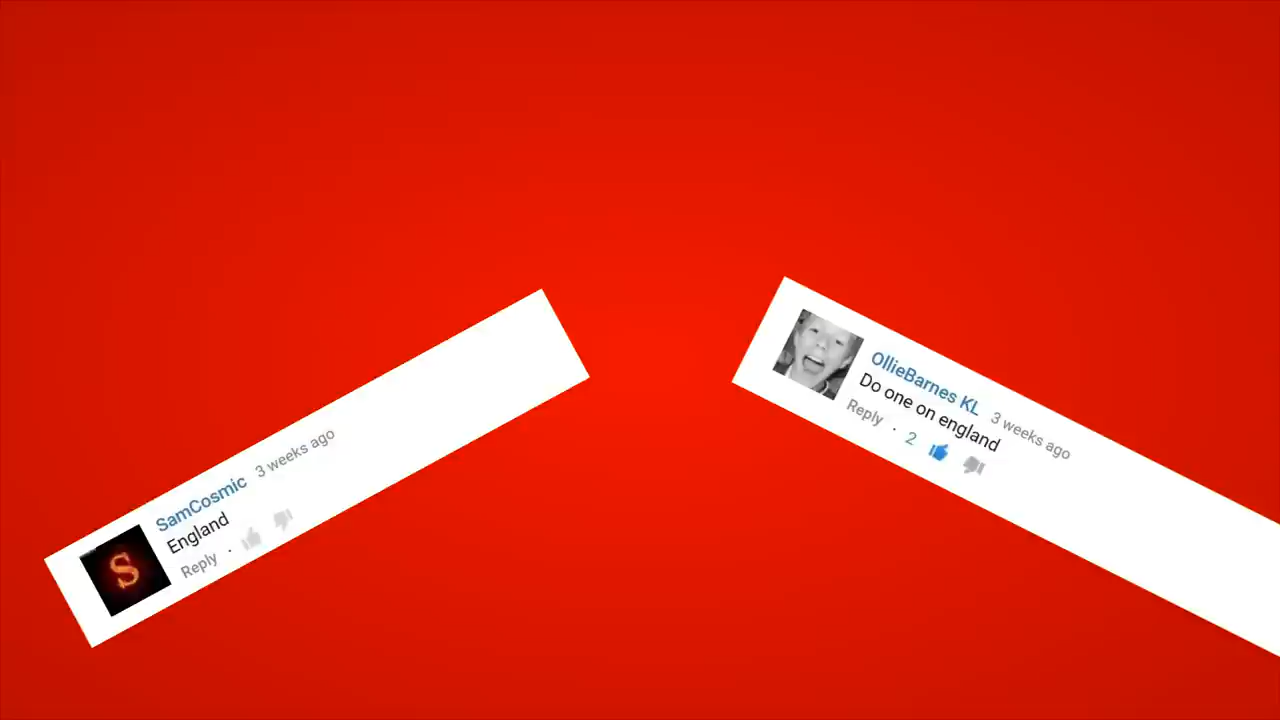 SamCosmic 3 weeks ago
England
Reply ·
OllieBarnes KL 3 weeks ago
Do one on england
Reply · 2